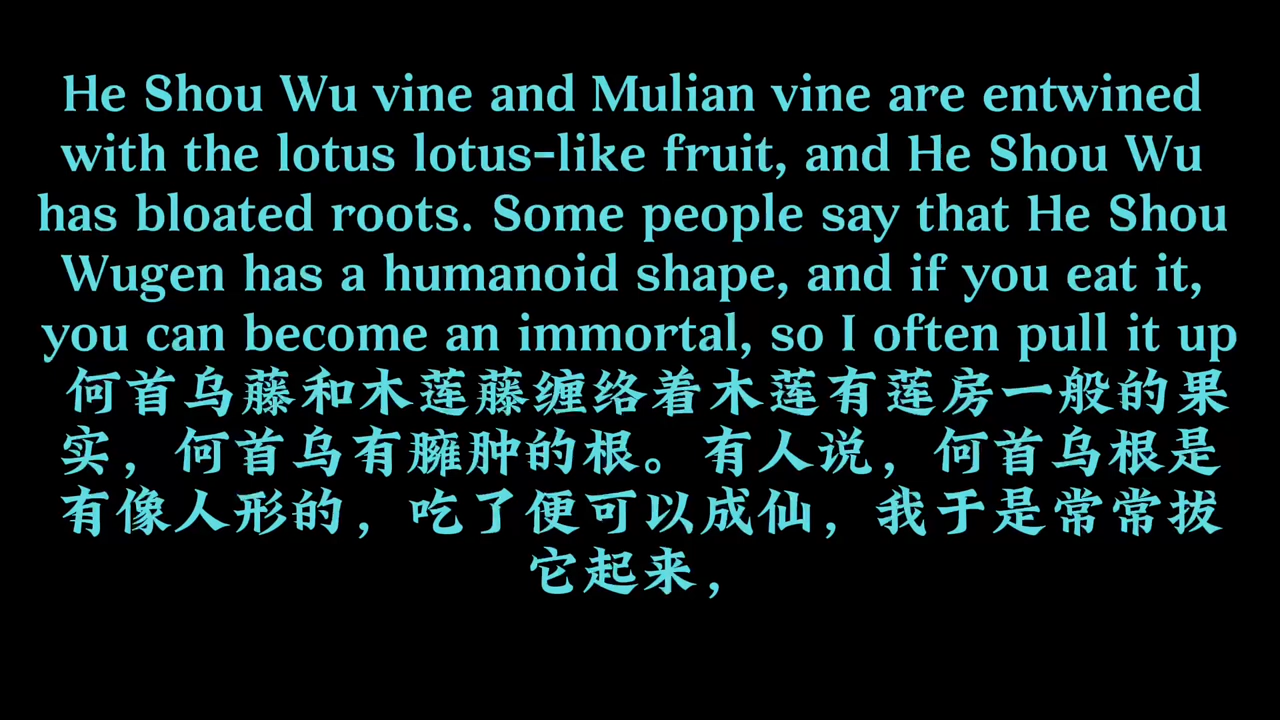 He Shou Wu vine and Mulian vine are entwined
with the lotus lotus-like fruit, and He Shou Wu
has bloated roots. Some people say that He Shou
Wugen has a humanoid shape, and if you eat it,
you can become an immortal, so I often pull it up
何首乌藤和木莲藤缠络着木莲有莲房一般的果
实，何首乌有臃肿的根。有人说，何首乌根是
有像人形的，吃了便可以成仙，我于是常常拔
它起来，